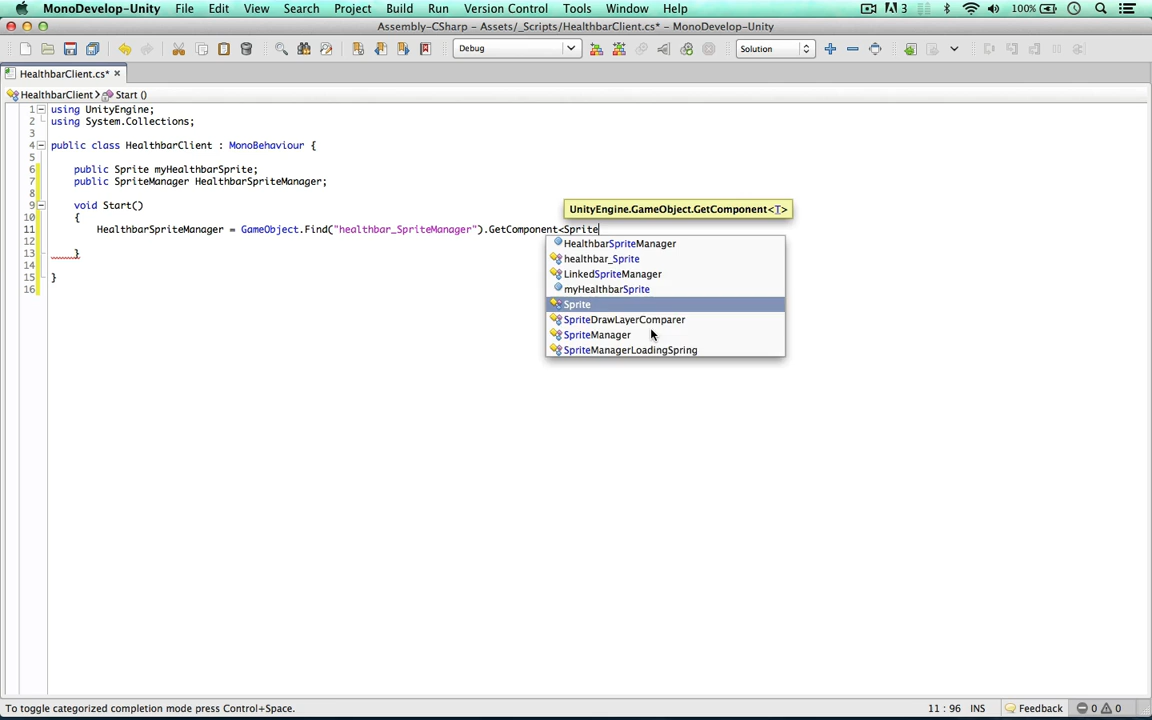 MonoDevelop-Unity File Edit View Search Project Build Run Version Control Tools Window Help 3 100%
Assembly-CSharp - Assets/_Scripts/HealthbarClient.cs* - MonoDevelop-Unity
Debug Solution
HealthbarClient.cs*
HealthbarClient Start ()
1 using UnityEngine;
2 using System.Collections;
3
4 public class HealthbarClient : MonoBehaviour {
5
6 public Sprite myHealthbarSprite;
7 public SpriteManager HealthbarSpriteManager;
8
9 void Start()
10 {
UnityEngine.GameObject.GetComponent<T>
11 HealthbarSpriteManager = GameObject.Find("healthbar_SpriteManager").GetComponent<Sprite
12
13 }
14
15 }
16
HealthbarSpriteManager
healthbar_Sprite
LinkedSpriteManager
myHealthbarSprite
Sprite
SpriteDrawLayerComparer
SpriteManager
SpriteManagerLoadingSpring
To toggle categorized completion mode press Control+Space. 11 : 96 INS Feedback 0 0